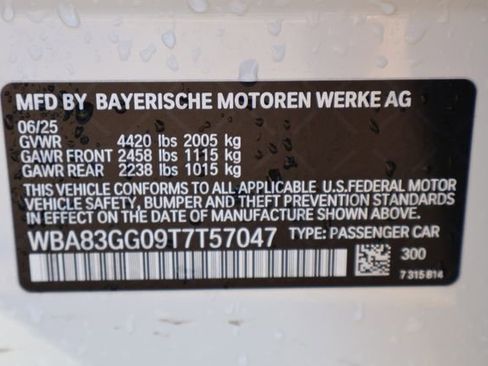 MFD BY BAYERISCHE MOTOREN WERKE AG
06/25
GVWR 4420 lbs 2005 kg
GAWR FRONT 2458 lbs 1115 kg
GAWR REAR 2238 lbs 1015 kg
THIS VEHICLE CONFORMS TO ALL APPLICABLE U.S.FEDERAL MOTOR
VEHICLE SAFETY, BUMPER AND THEFT PREVENTION STANDARDS IN
EFFECT ON THE DATE OF MANUFACTURE SHOWN ABOVE.
WBA83GG09T7T57047 TYPE: PASSENGER CAR
300
7 315 814